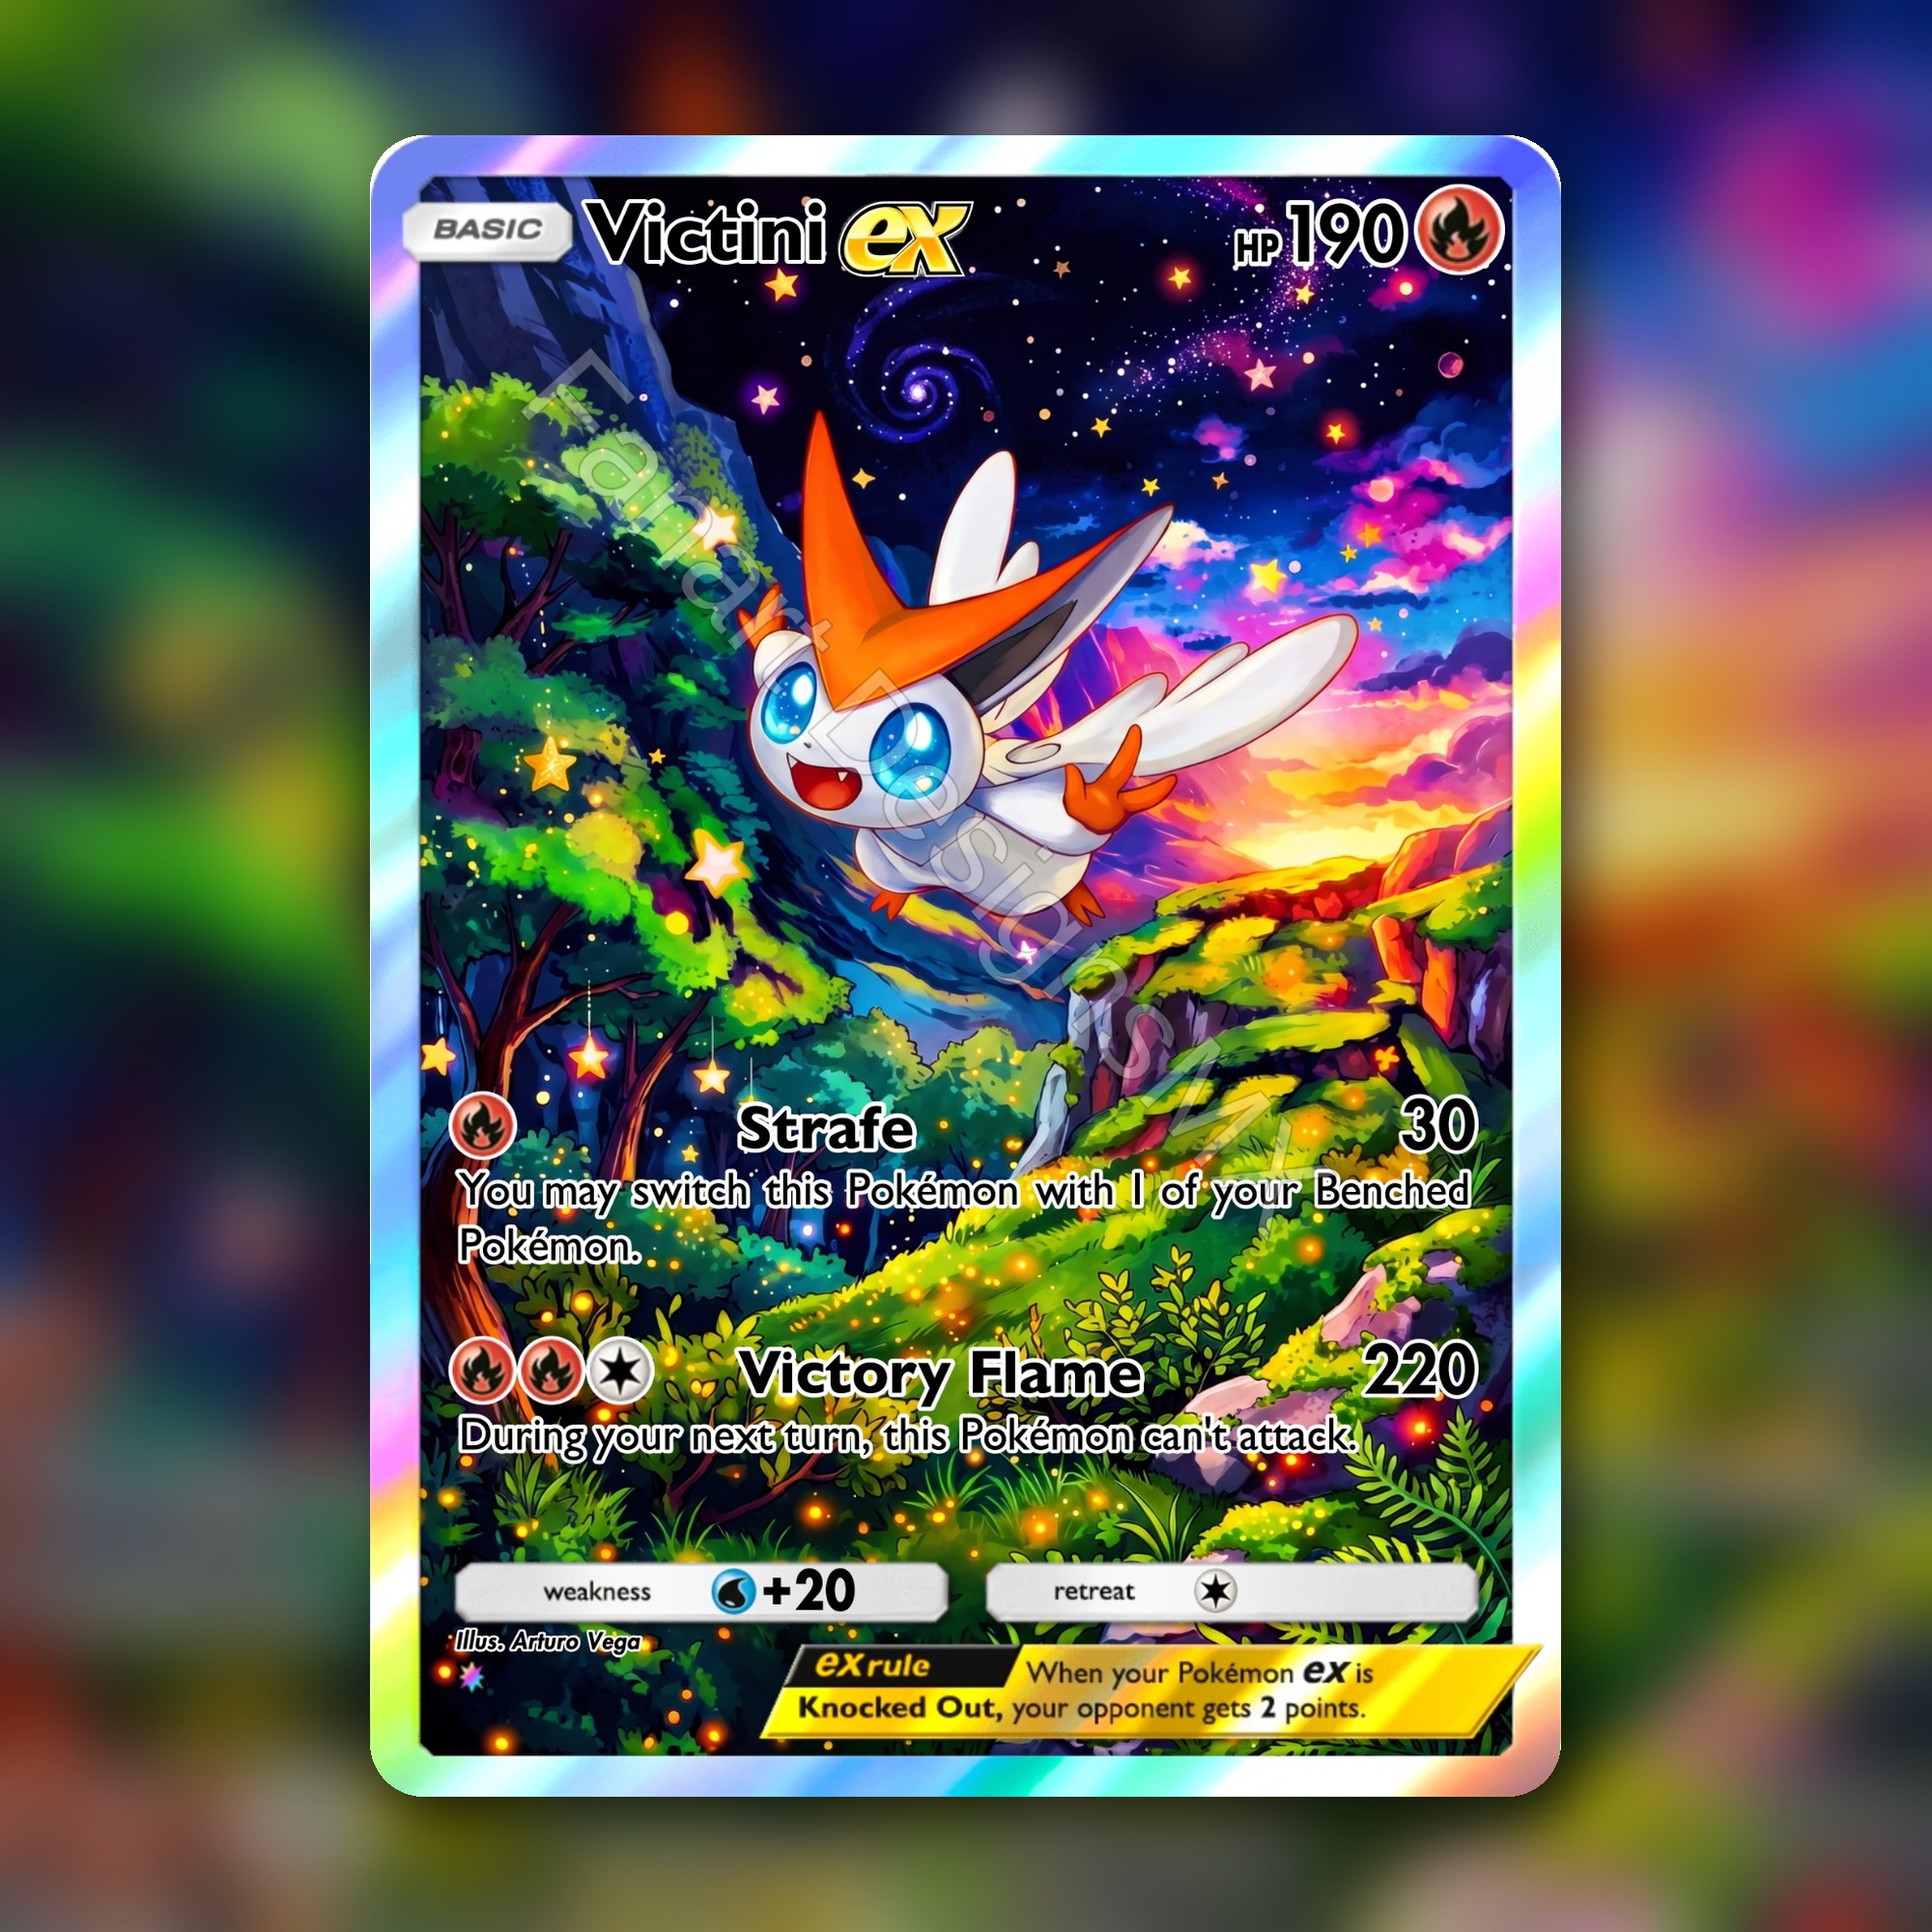 BASIC Victini ex HP 190
Fanart DesignsMX
Strafe 30
You may switch this Pokémon with 1 of your Benched
Pokémon.
Victory Flame 220
During your next turn, this Pokémon can't attack.
weakness +20 retreat
Illus. Arturo Vega
ex rule When your Pokémon ex is
Knocked Out, your opponent gets 2 points.